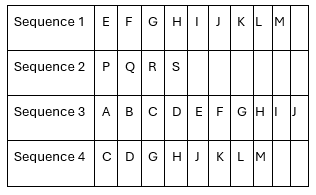 Sequence 1 E F G H I J K L M
Sequence 2 P Q R S
Sequence 3 A B C D E F G H I J
Sequence 4 C D G H J K L M